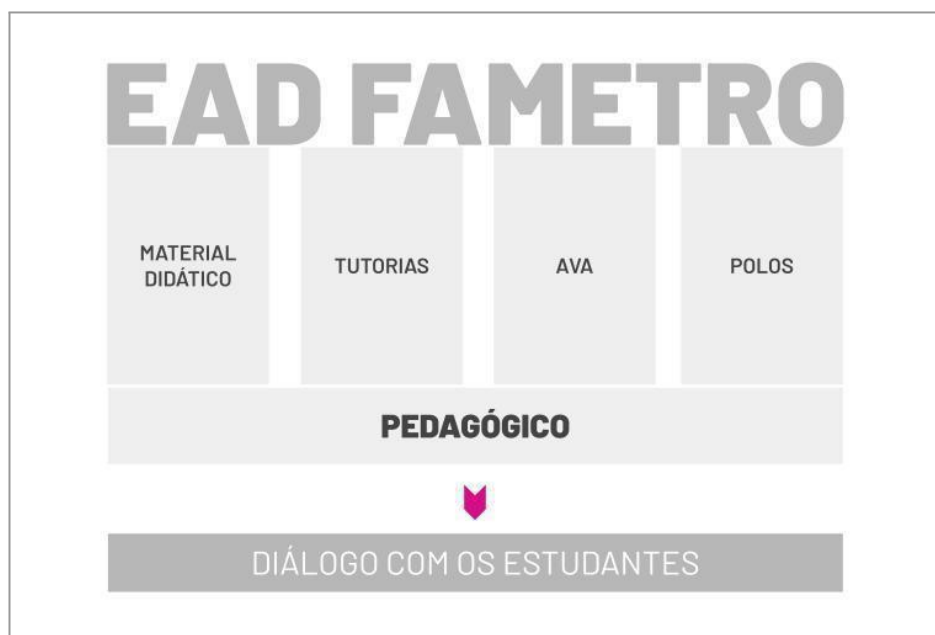 EAD FAMETRO
MATERIAL
DIDÁTICO
TUTORIAS
AVA
POLOS
PEDAGÓGICO
DIÁLOGO COM OS ESTUDANTES